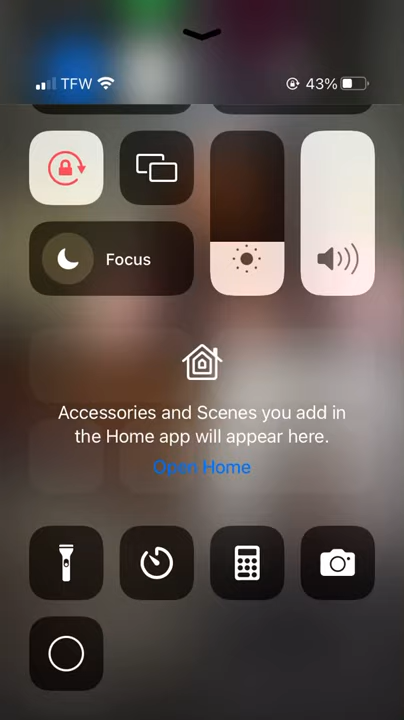 TFW 43%
Focus
Accessories and Scenes you add in
the Home app will appear here.
Open Home